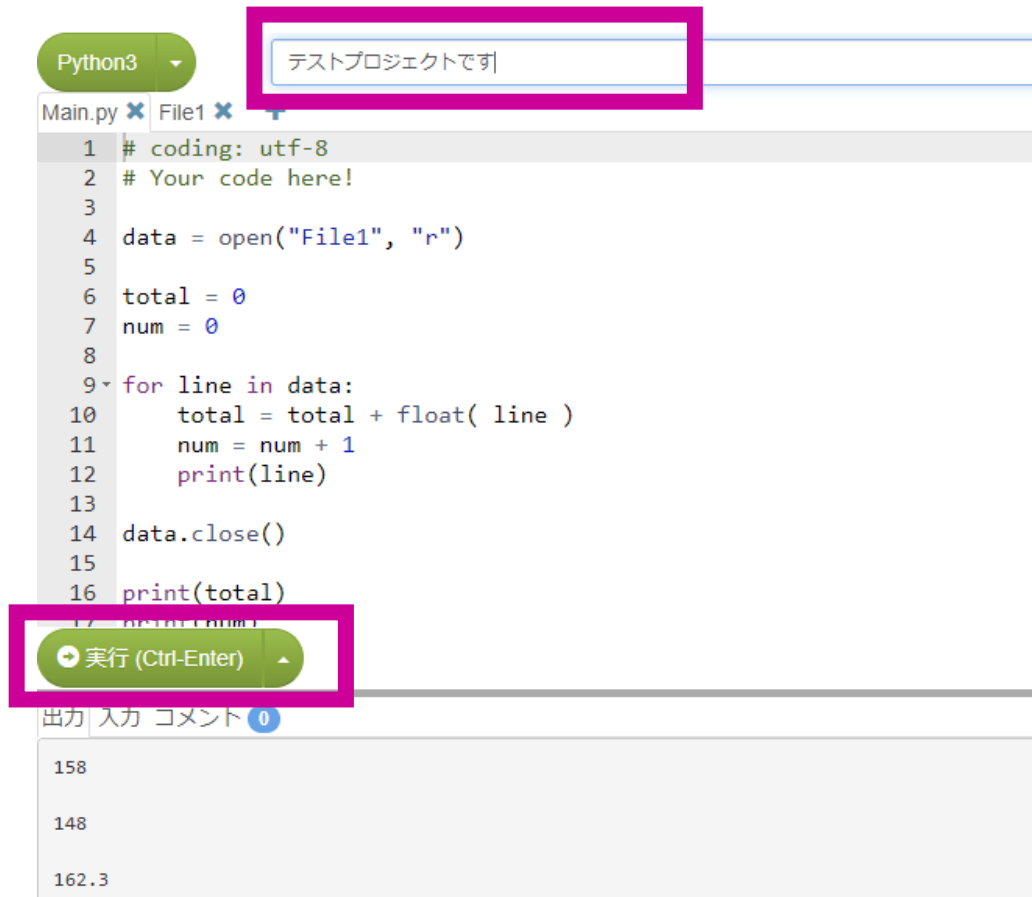 Python3
テストプロジェクトです
Main.py File1
1 # coding: utf-8
2 # Your code here!
3
4 data = open("File1", "r")
5
6 total = 0
7 num = 0
8
9 for line in data:
10     total = total + float( line )
11     num = num + 1
12     print(line)
13
14 data.close()
15
16 print(total)
17 print(num)
実行 (Ctrl-Enter)
出力 入力 コメント 0
158
148
162.3